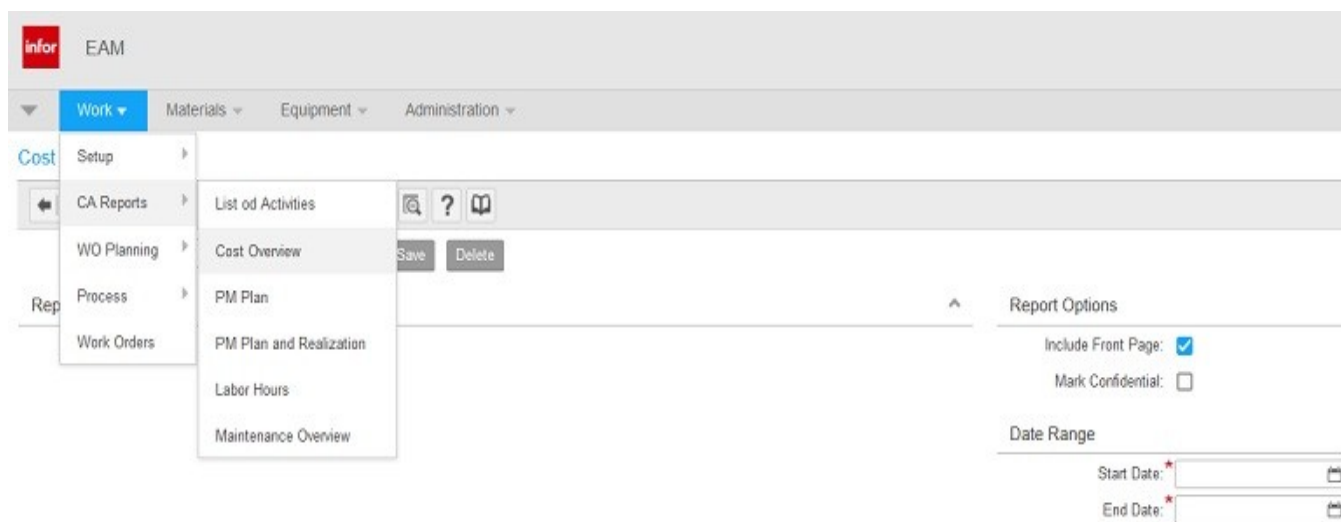 infor EAM
Work Materials Equipment Administration
Cost
Setup
CA Reports
WO Planning
Process
Work Orders
List od Activities
Cost Overview
PM Plan
PM Plan and Realization
Labor Hours
Maintenance Overview
?
Save Delete
Rep
Report Options
Include Front Page:
Mark Confidential:
Date Range
Start Date:*
End Date:*